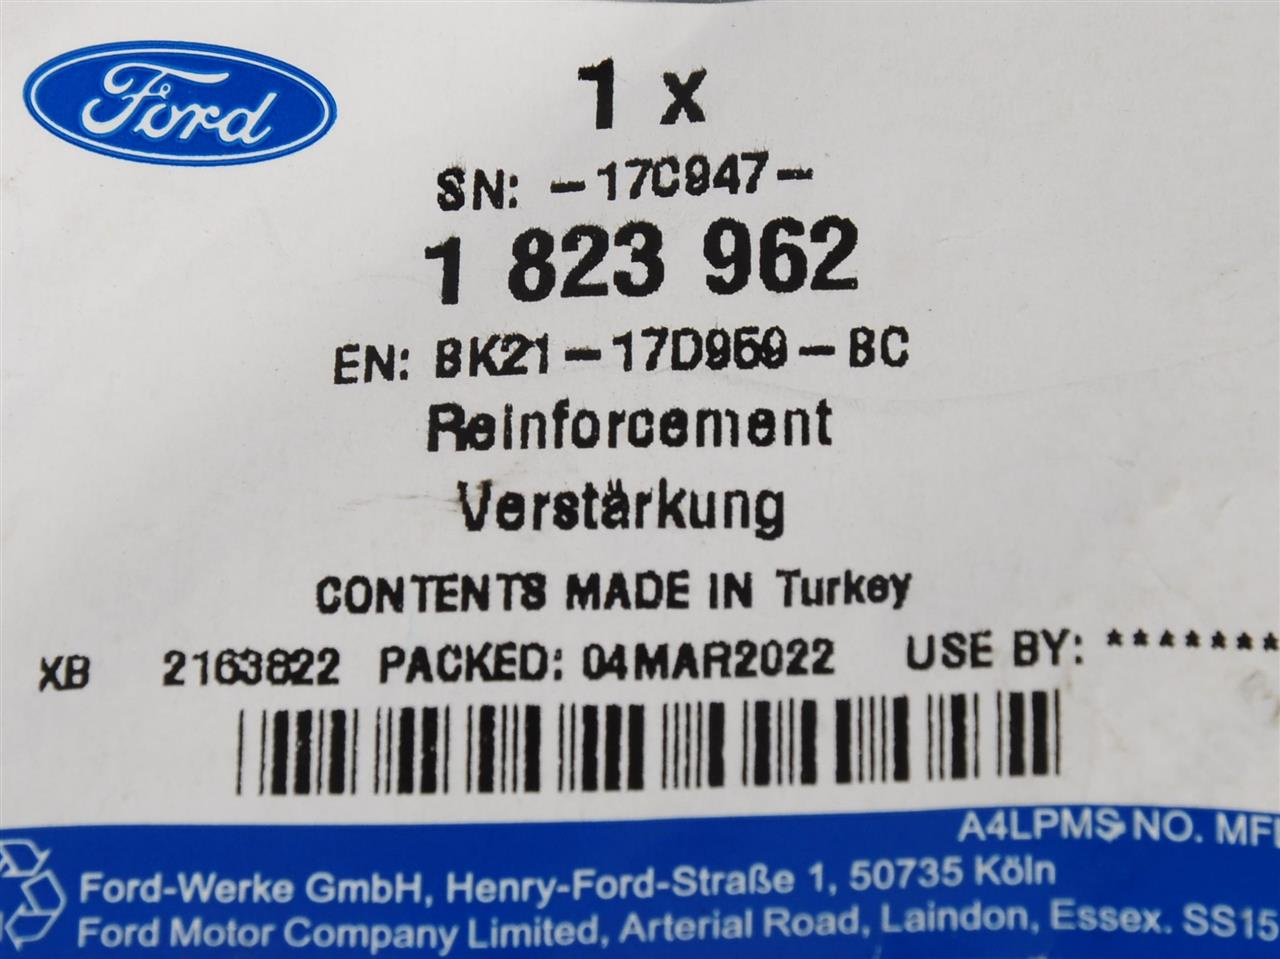 Ford
1 x
SN: -17C947-
1 823 962
EN: BK21-17D959-BC
Reinforcement
Verstärkung
CONTENTS MADE IN Turkey
XB 2163822 PACKED: 04MAR2022 USE BY: *******
A4LPMS NO. MF
Ford-Werke GmbH, Henry-Ford-Straße 1, 50735 Köln
Ford Motor Company Limited, Arterial Road, Laindon, Essex. SS15